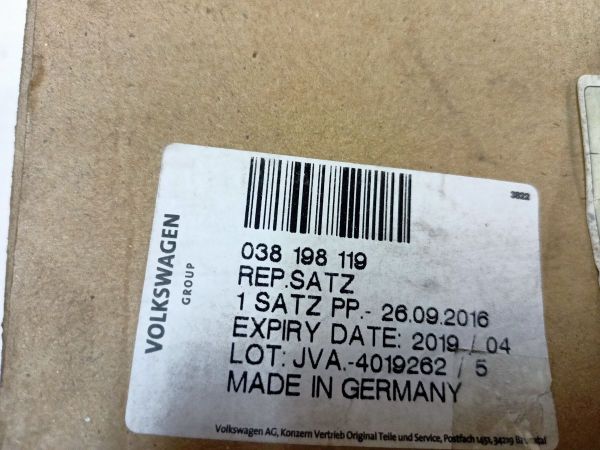 3822
VOLKSWAGEN
GROUP
038 198 119
REP.SATZ
1 SATZ PP.- 26.09.2016
EXPIRY DATE: 2019 / 04
LOT: JVA.-4019262 / 5
MADE IN GERMANY
Volkswagen AG, Konzern Vertrieb Original Teile und Service, Postfach 1451, 34219 Baunatal